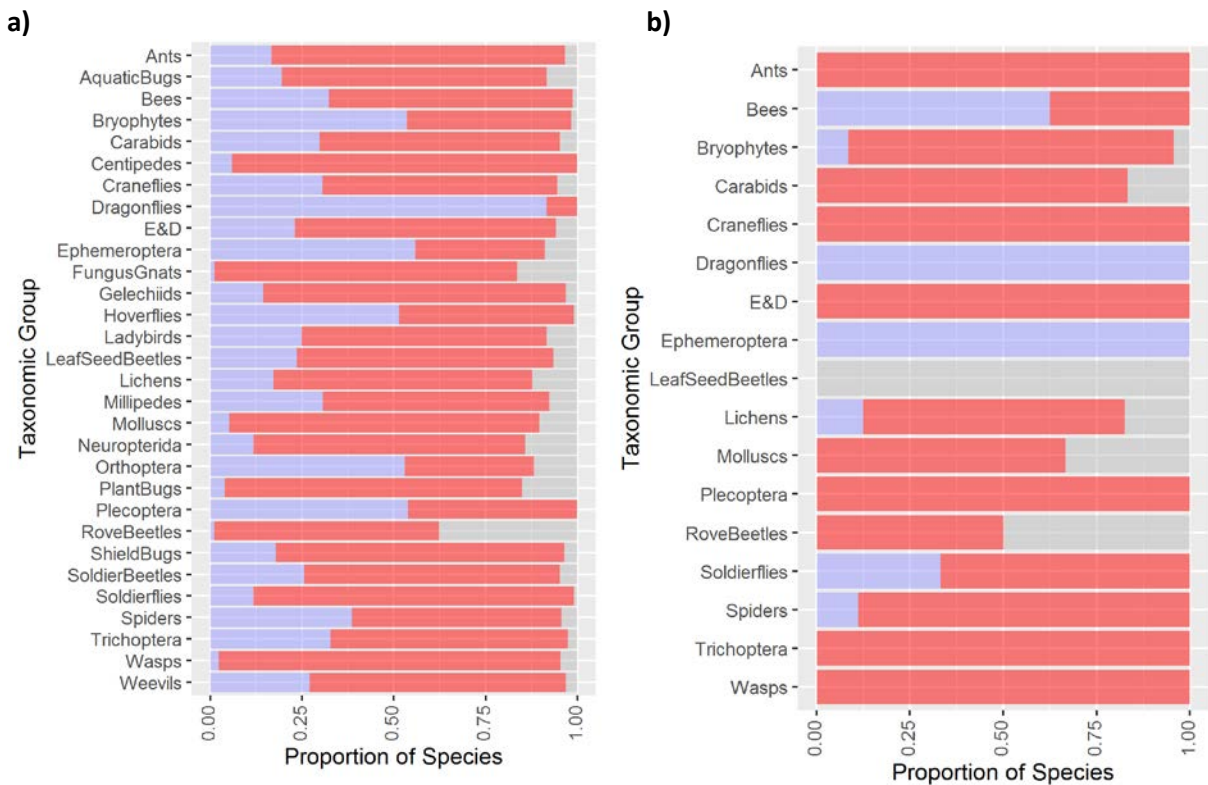 a)
Ants
AquaticBugs
Bees
Bryophytes
Carabids
Centipedes
Craneflies
Dragonflies
E&D
Ephemeroptera
FungusGnats
Gelechiids
Hoverflies
Ladybirds
LeafSeedBeetles
Lichens
Millipedes
Molluscs
Neuropterida
Orthoptera
PlantBugs
Plecoptera
RoveBeetles
ShieldBugs
SoldierBeetles
Soldierflies
Spiders
Trichoptera
Wasps
Weevils
Taxonomic Group
0.00 0.25 0.50 0.75 1.00
Proportion of Species
b)
Ants
Bees
Bryophytes
Carabids
Craneflies
Dragonflies
E&D
Ephemeroptera
LeafSeedBeetles
Lichens
Molluscs
Plecoptera
RoveBeetles
Soldierflies
Spiders
Trichoptera
Wasps
Taxonomic Group
0.00 0.25 0.50 0.75 1.00
Proportion of Species